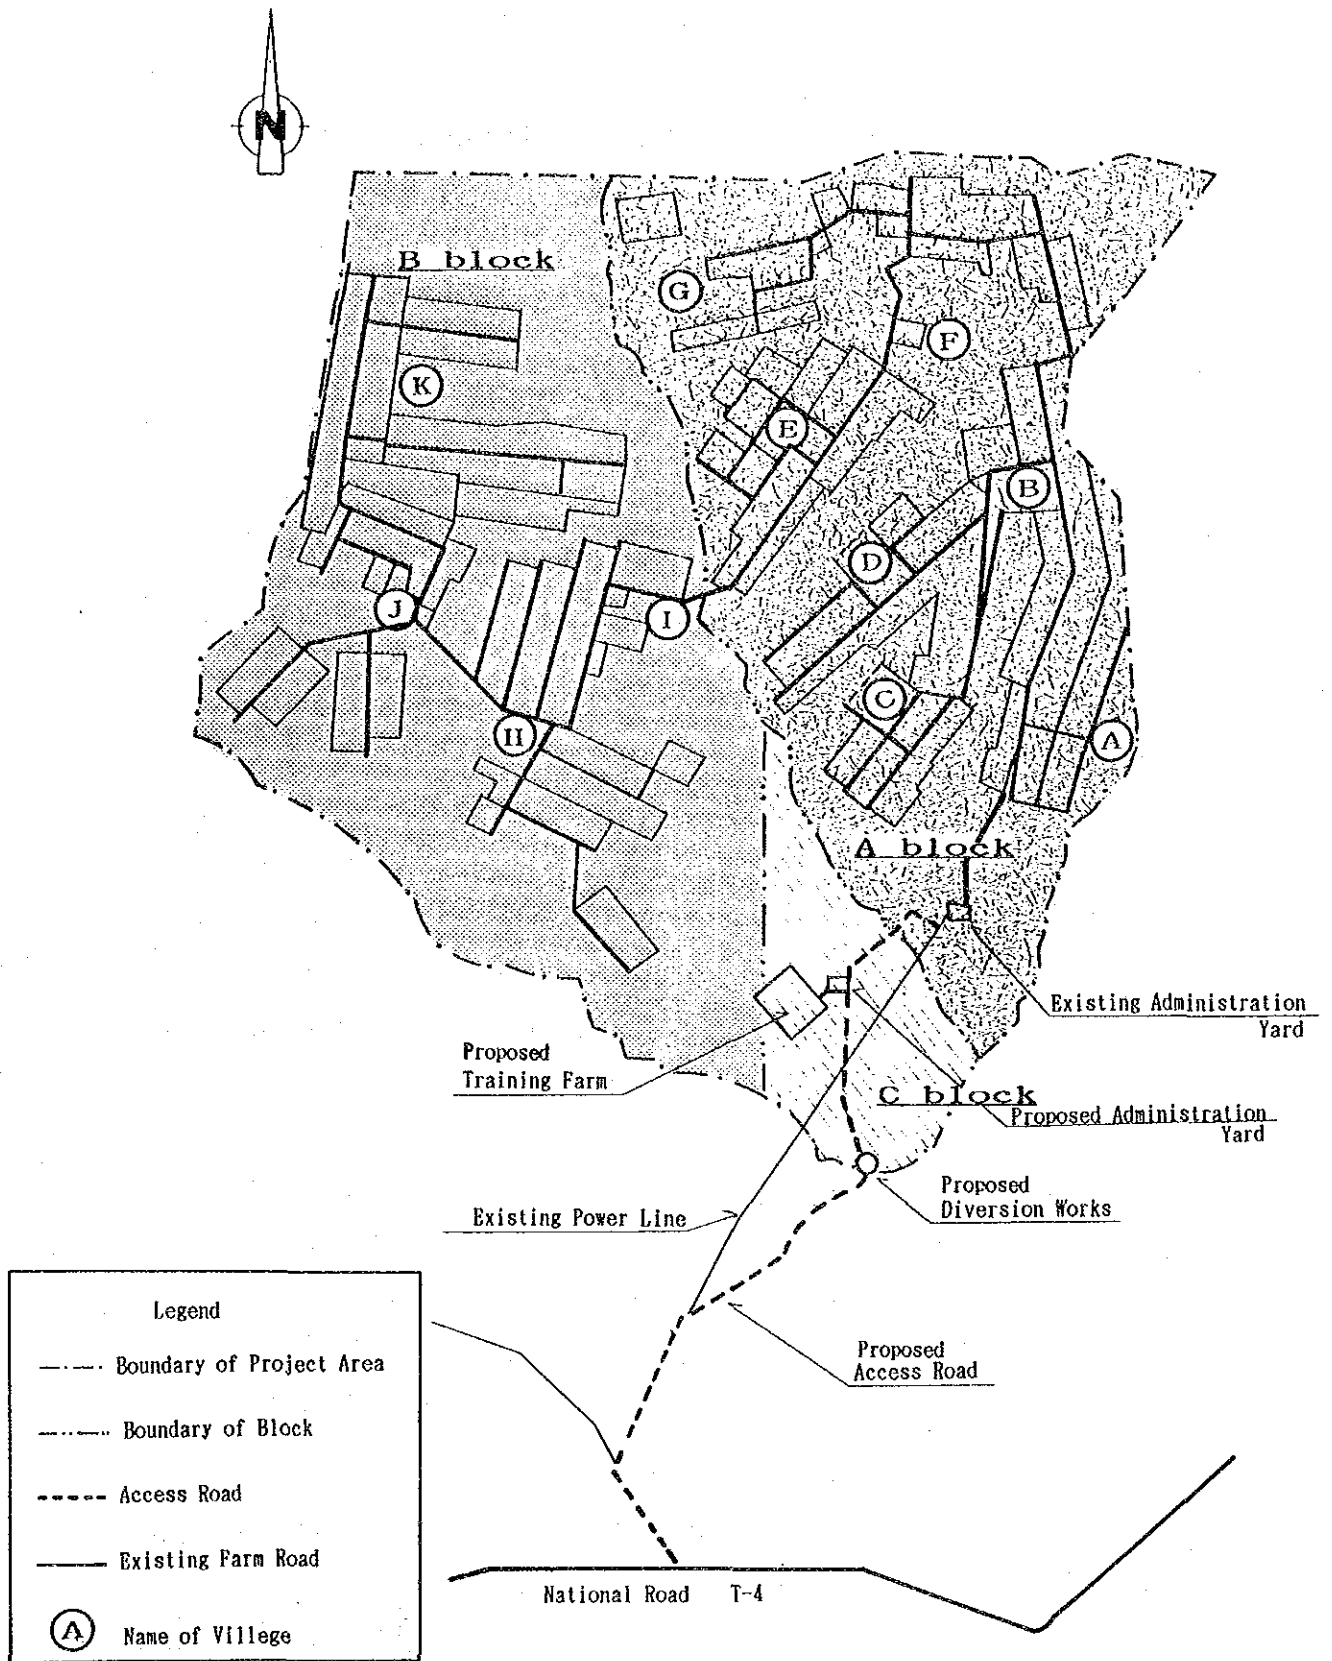 N
B block
G
F
K
E
B
D
J
I
C
A
H
A block
Existing Administration
Yard
Proposed
Training Farm
C block
Proposed Administration
Yard
Proposed
Diversion Works
Existing Power Line
Proposed
Access Road
Legend
Boundary of Project Area
Boundary of Block
Access Road
Existing Farm Road
A Name of Villege
National Road T-4